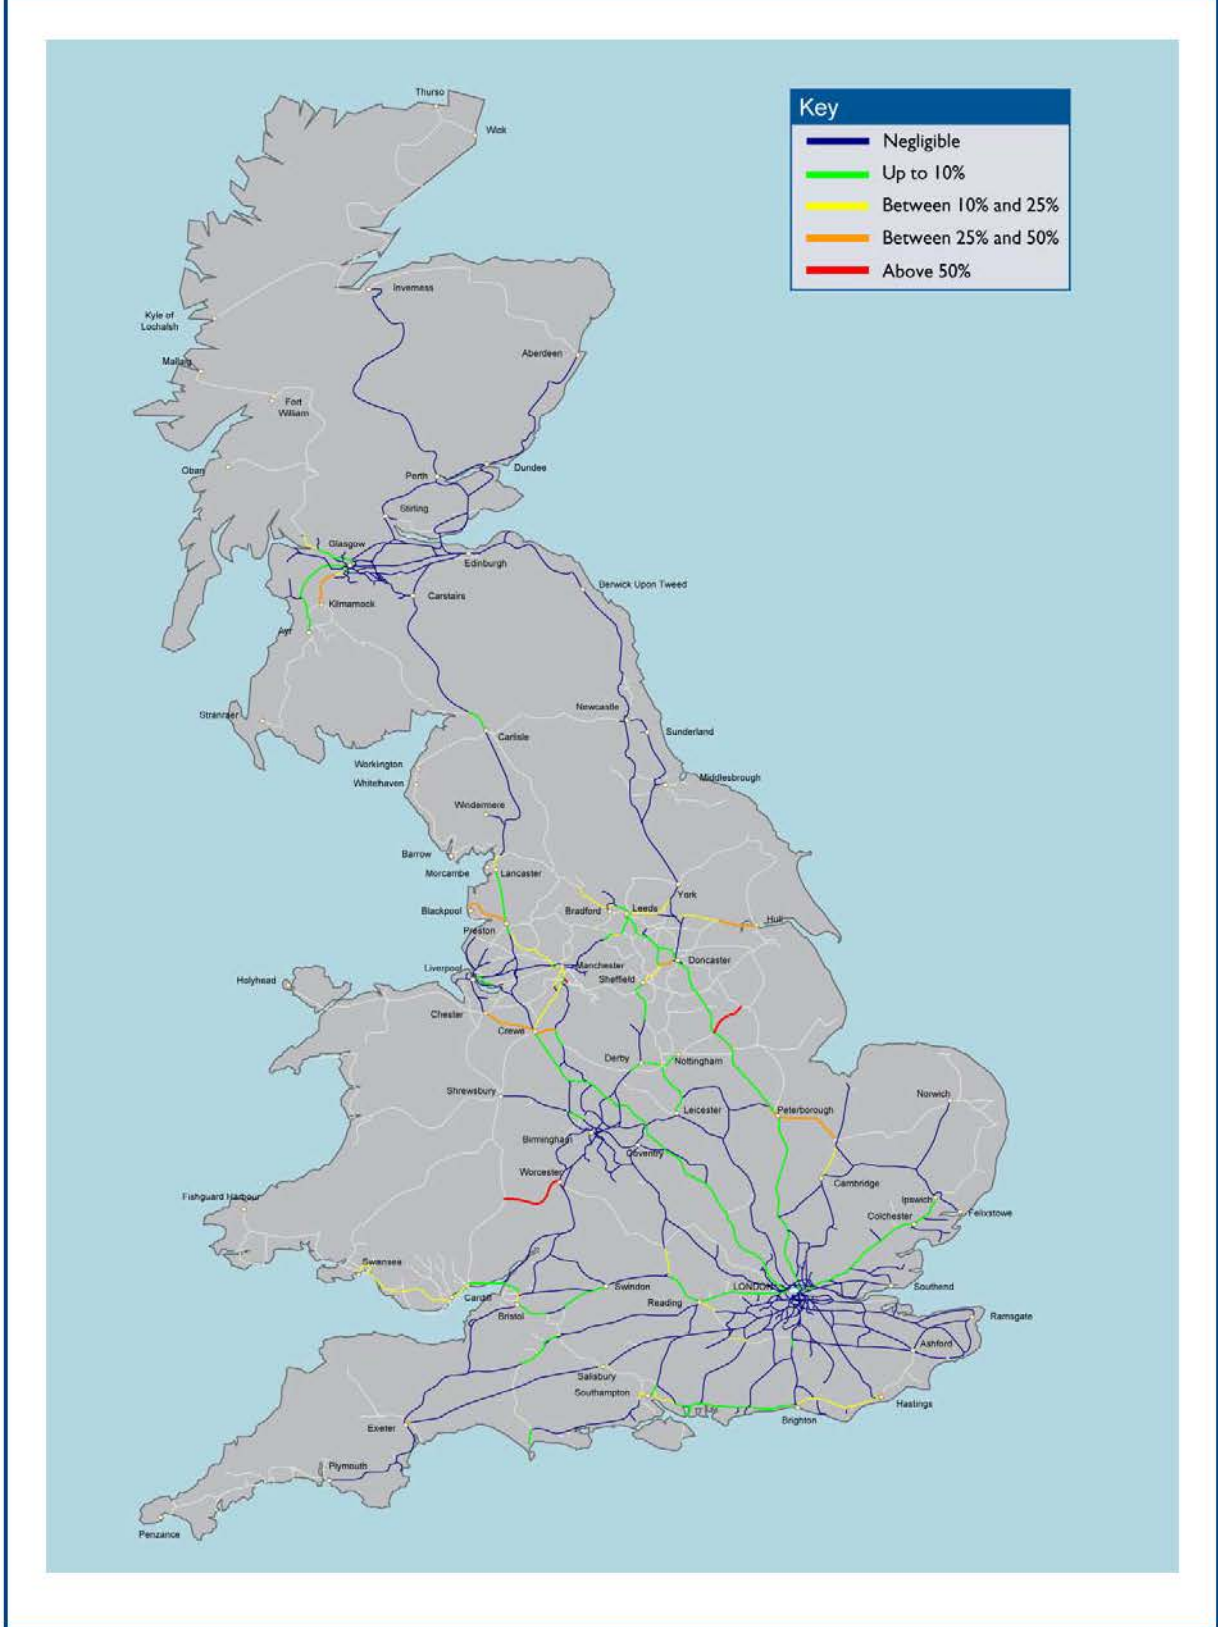 Key
Negligible
Up to 10%
Between 10% and 25%
Between 25% and 50%
Above 50%
Thurso
Wick
Inverness
Kyle of
Lochalsh
Aberdeen
Mallaig
Fort
William
Oban
Perth
Dundee
Stirling
Glasgow
Edinburgh
Berwick Upon Tweed
Carstairs
Kilmarnock
Ayr
Stranraer
Newcastle
Sunderland
Carlisle
Workington
Whitehaven
Middlesbrough
Windermere
Barrow
Morcambe
Lancaster
York
Blackpool
Bradford
Leeds
Hull
Preston
Liverpool
Manchester
Doncaster
Holyhead
Sheffield
Chester
Crewe
Derby
Nottingham
Shrewsbury
Norwich
Leicester
Peterborough
Birmingham
Coventry
Worcester
Cambridge
Fishguard Harbour
Ipswich
Colchester
Felixstowe
Swansea
LONDON
Southend
Swindon
Cardiff
Reading
Bristol
Ramsgate
Ashford
Salisbury
Southampton
Hastings
Brighton
Exeter
Plymouth
Penzance